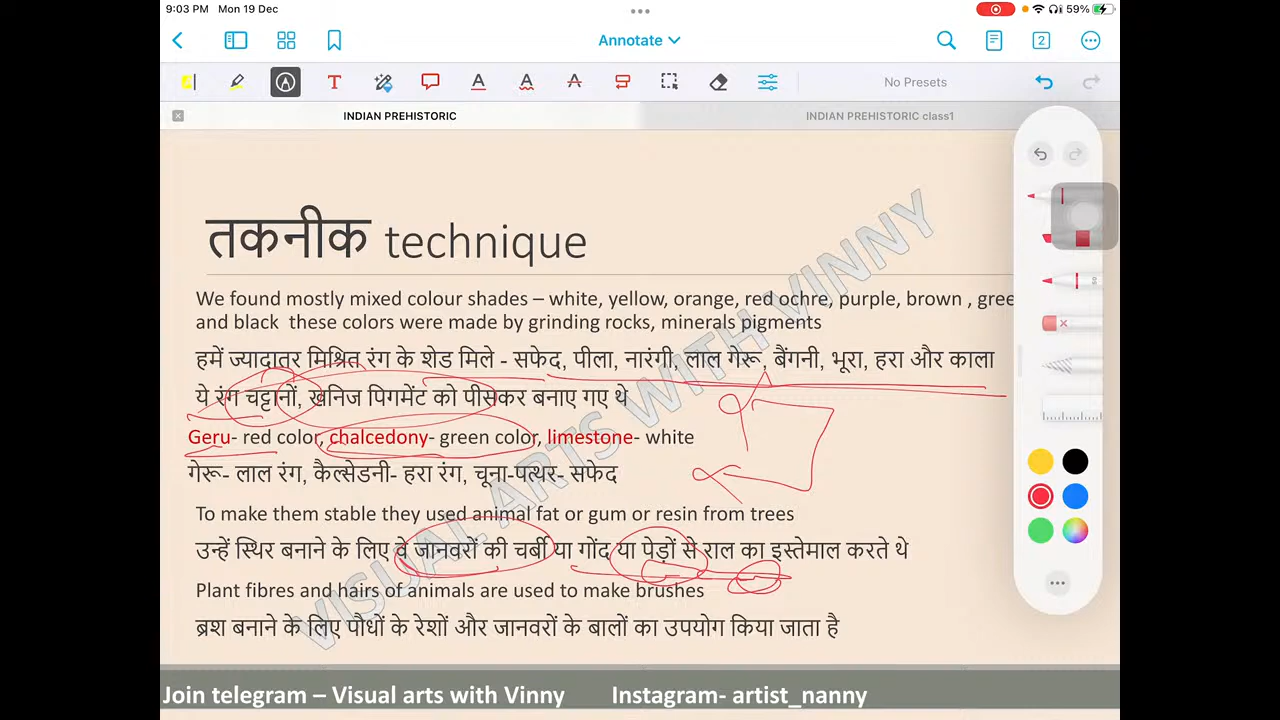 9:03 PM Mon 19 Dec
59%
Annotate
2
T
A
A
A
No Presets
INDIAN PREHISTORIC
INDIAN PREHISTORIC class1
तकनीक technique
We found mostly mixed colour shades – white, yellow, orange, red ochre, purple, brown , gree
and black these colors were made by grinding rocks, minerals pigments
हमें ज्यादातर मिश्रित रंग के शेड मिले - सफेद, पीला, नारंगी, लाल गेरू, बैंगनी, भूरा, हरा और काला
ये रंग चट्टानों, खनिज पिगमेंट को पीसकर बनाए गए थे
Geru- red color, chalcedony- green color, limestone- white
गेरू- लाल रंग, कैल्सेडनी- हरा रंग, चूना-पत्थर- सफेद
To make them stable they used animal fat or gum or resin from trees
उन्हें स्थिर बनाने के लिए वे जानवरों की चर्बी या गोंद या पेड़ों से राल का इस्तेमाल करते थे
Plant fibres and hairs of animals are used to make brushes
ब्रश बनाने के लिए पौधों के रेशों और जानवरों के बालों का उपयोग किया जाता है
VISUAL ARTS WITH VINNY
Join telegram – Visual arts with Vinny Instagram- artist_nanny